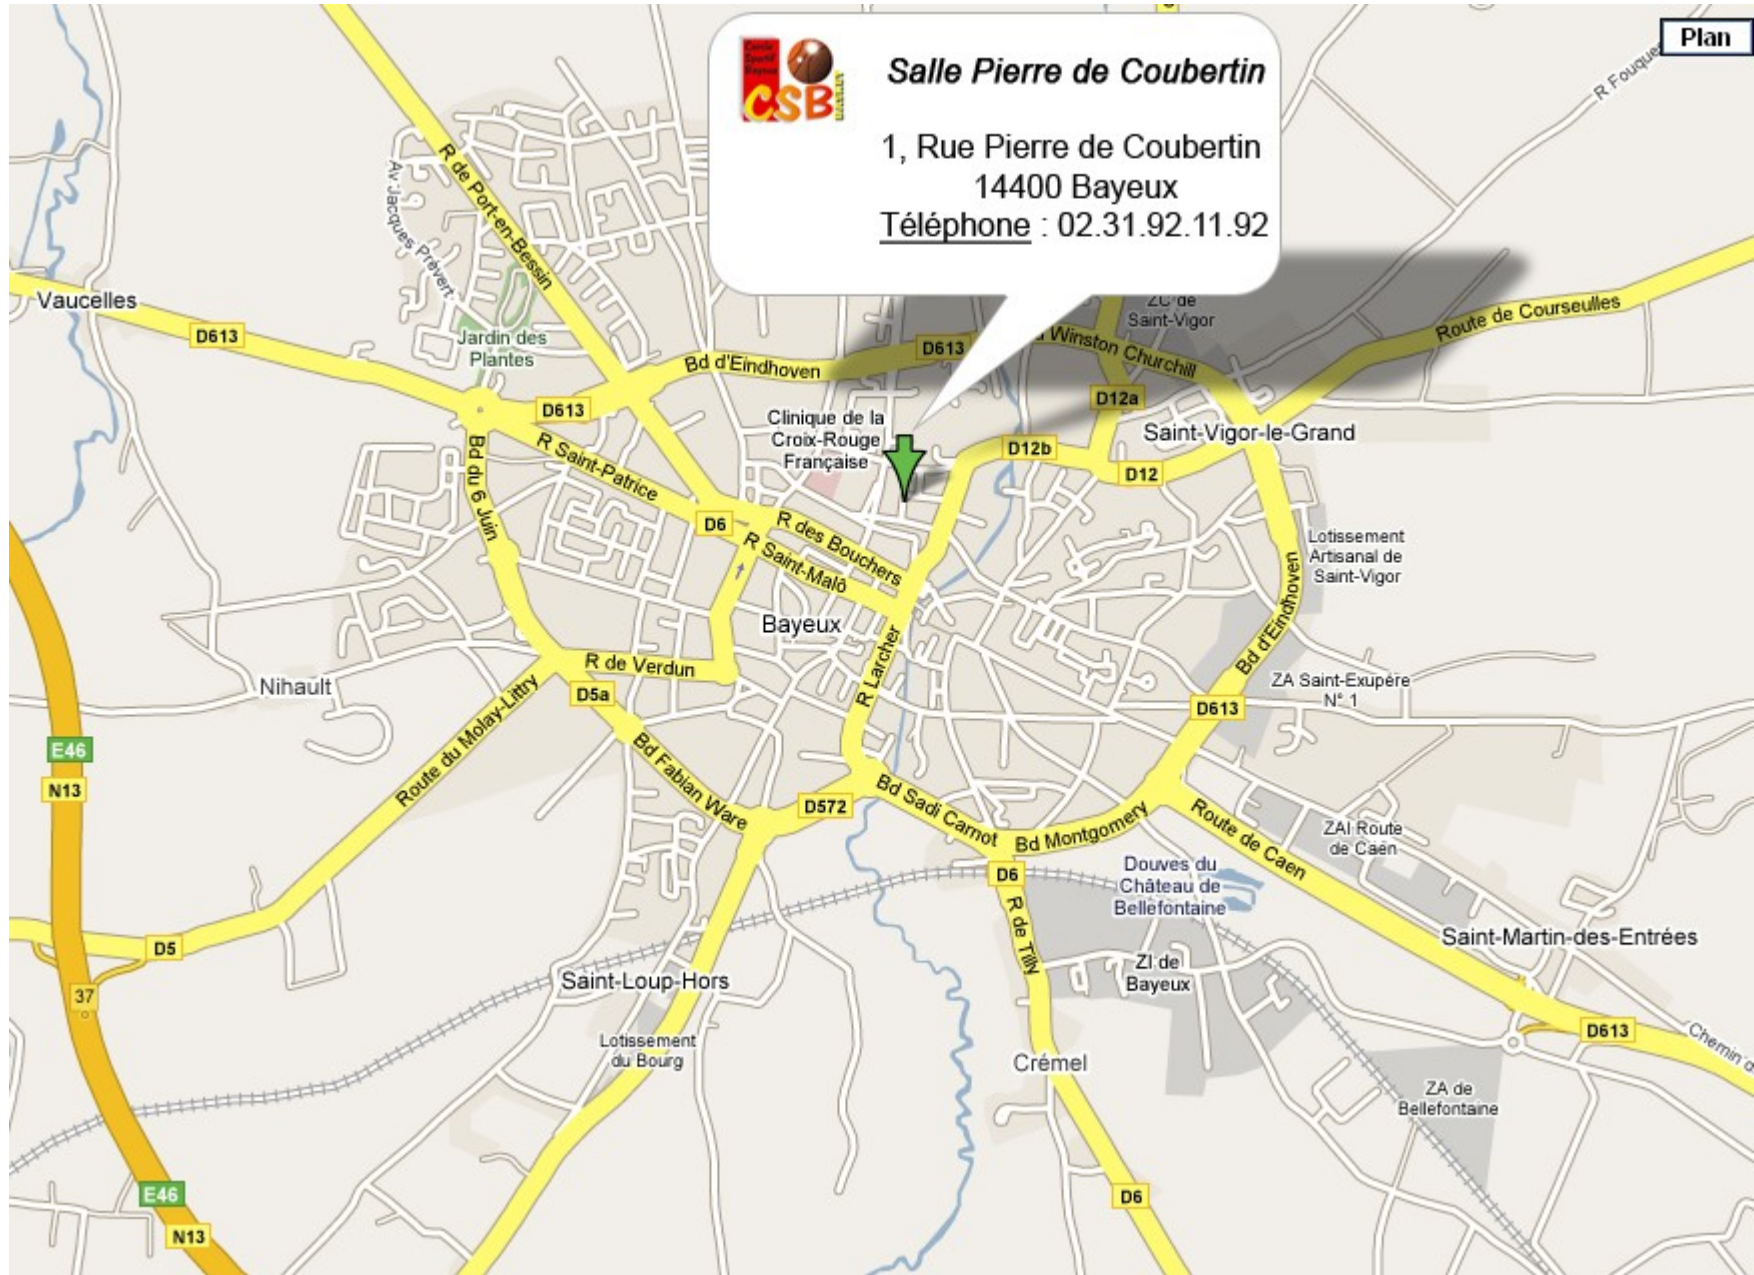 Plan
Cercle
Sportif
Bayeux
CSB
Salle Pierre de Coubertin
1, Rue Pierre de Coubertin
14400 Bayeux
Téléphone : 02.31.92.11.92
R de Port-en-Bessin
Av Jacques Prévert
Vaucelles
D613
Jardin des
Plantes
D613
Bd d'Eindhoven
D613
Winston Churchill
ZC de
Saint-Vigor
Route de Courseulles
D12a
Clinique de la
Croix-Rouge
Française
D12b
D12
Saint-Vigor-le-Grand
R Saint-Patrice
Bd du 6 Juin
D6
R des Bouchers
R Saint-Malô
Lotissement
Artisanal de
Saint-Vigor
Bayeux
R Larcher
Bd d'Eindhoven
R de Verdun
Nihault
D5a
ZA Saint-Exupére
N° 1
D613
E46
N13
Route du Molay-Littry
Bd Fabian Ware
D572
Bd Sadi Carnot
Bd Montgomery
Route de Caen
ZAI Route
de Caen
D6
Douves du
Château de
Bellefontaine
R de Tilly
D5
Saint-Martin-des-Entrées
ZI de
Bayeux
Saint-Loup-Hors
37
Lotissement
du Bourg
D613
Chemin
Crémel
ZA de
Bellefontaine
E46
D6
N13